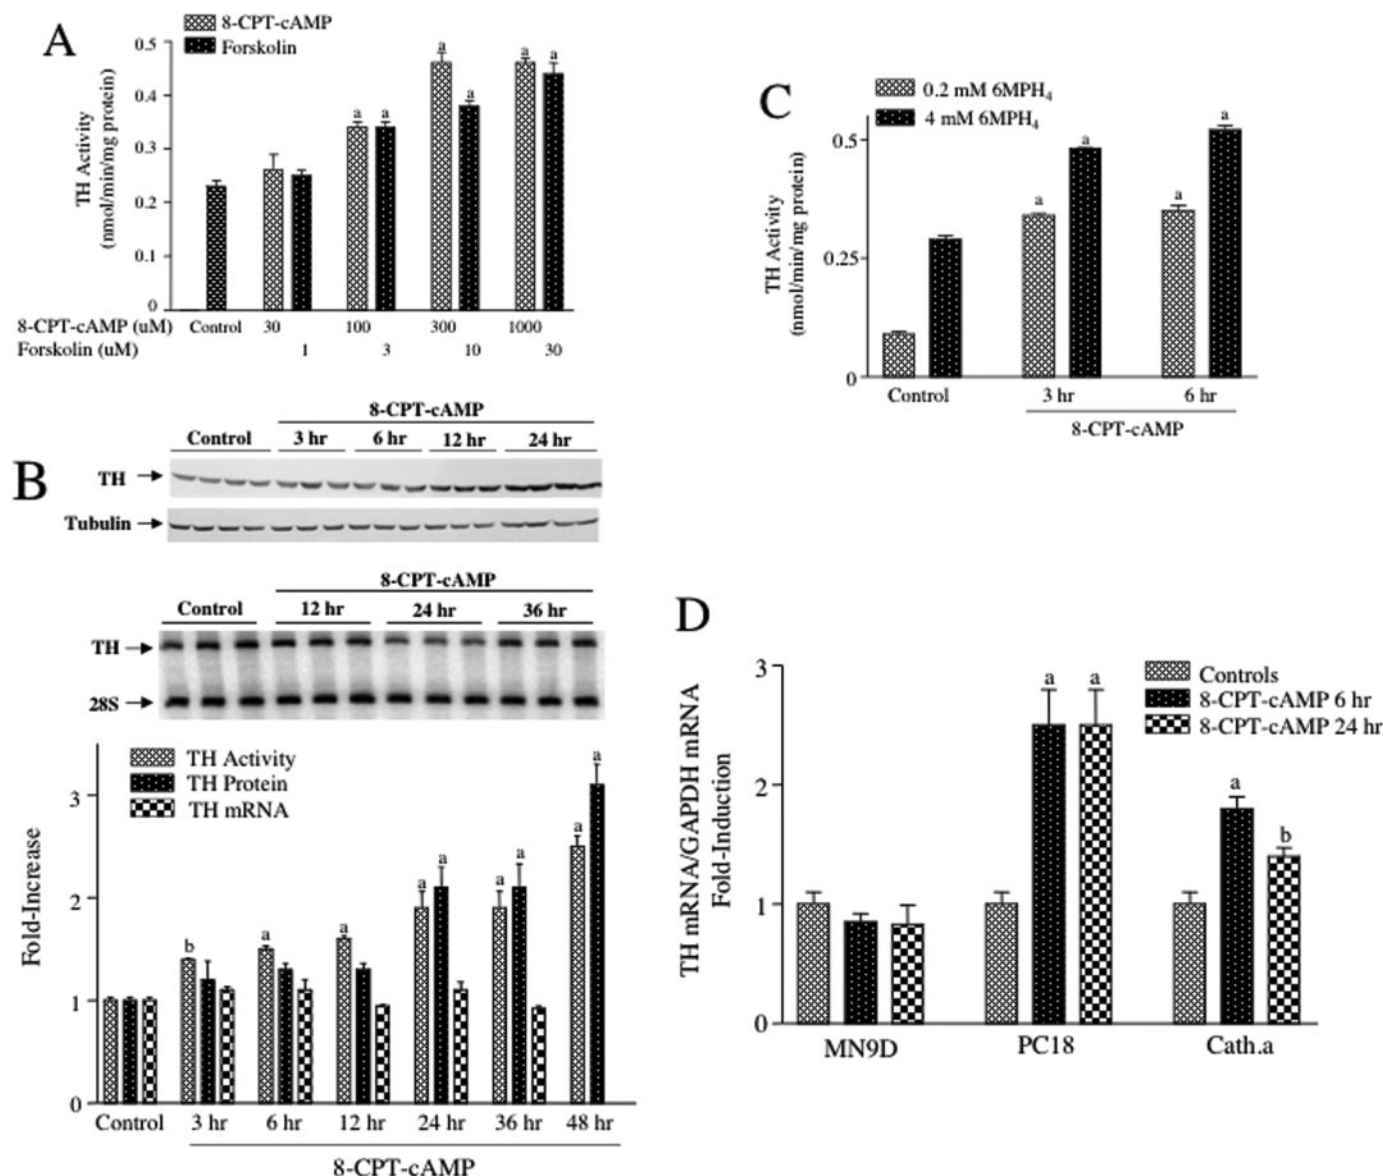 A
8-CPT-cAMP
Forskolin
TH Activity
(nmol/min/mg protein)
0.5
0.4
0.3
0.2
0.1
0
a a a a a a
8-CPT-cAMP (uM) Control 30 100 300 1000
Forskolin (uM) 1 3 10 30
C
0.2 mM 6MPH₄
4 mM 6MPH₄
TH Activity
(nmol/min/mg protein)
0.5
0.25
0
a a a a
Control 3 hr 6 hr
8-CPT-cAMP
B
8-CPT-cAMP
Control 3 hr 6 hr 12 hr 24 hr
TH
Tubulin
8-CPT-cAMP
Control 12 hr 24 hr 36 hr
TH
28S
TH Activity
TH Protein
TH mRNA
Fold-Increase
3
2
1
0
b a a a a a a a a
Control 3 hr 6 hr 12 hr 24 hr 36 hr 48 hr
8-CPT-cAMP
D
Controls
8-CPT-cAMP 6 hr
8-CPT-cAMP 24 hr
TH mRNA/GAPDH mRNA
Fold-Induction
3
2
1
0
a a a b
MN9D PC18 Cath.a